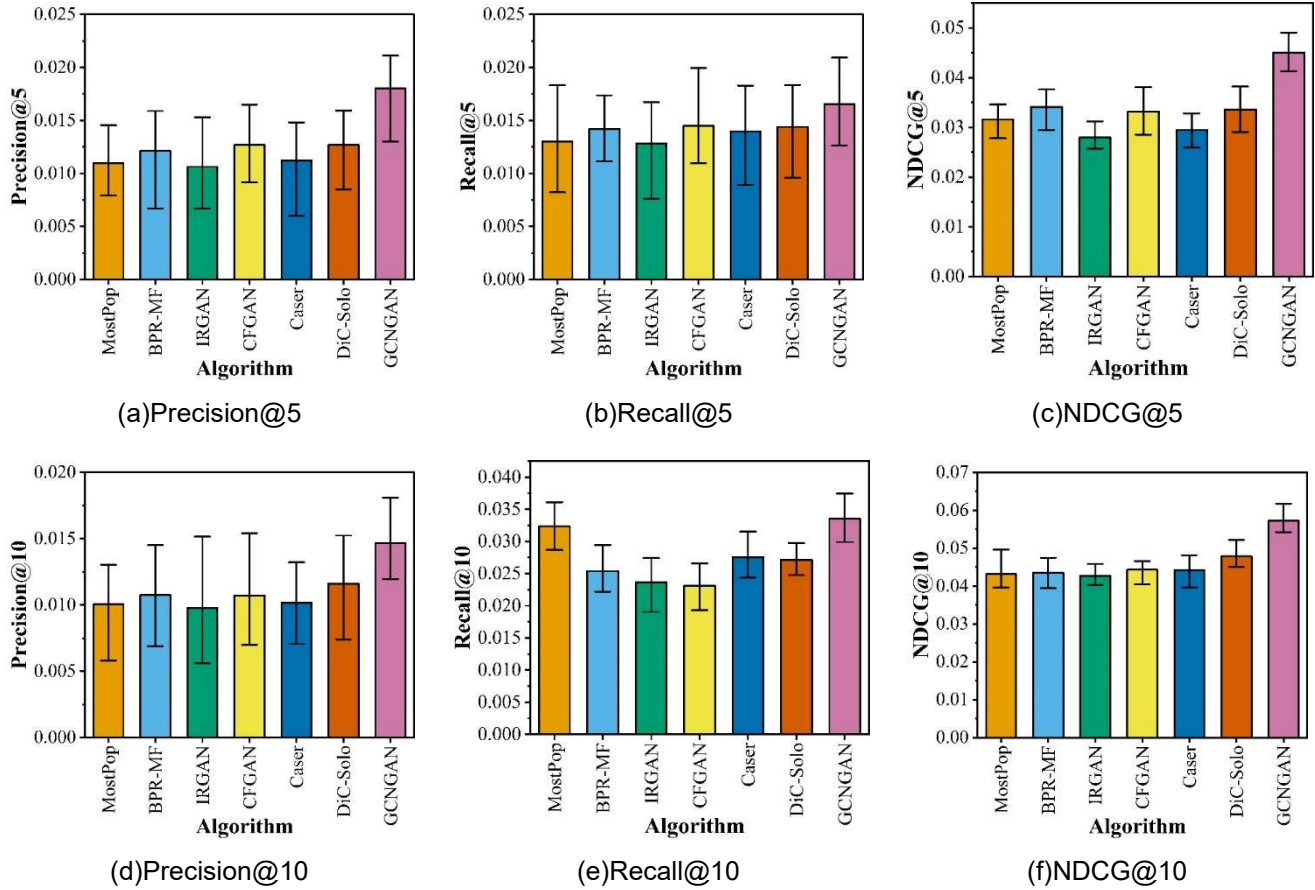 0.025
0.020
0.015
0.010
0.005
0.000
Precision@5
MostPop
BPR-MF
IRGAN
CFGAN
Caser
DiC-Solo
GCNGAN
Algorithm
(a)Precision@5
0.025
0.020
0.015
0.010
0.005
0.000
Recall@5
MostPop
BPR-MF
IRGAN
CFGAN
Caser
DiC-Solo
GCNGAN
Algorithm
(b)Recall@5
0.05
0.04
0.03
0.02
0.01
0.00
NDCG@5
MostPop
BPR-MF
IRGAN
CFGAN
Caser
DiC-Solo
GCNGAN
Algorithm
(c)NDCG@5
0.020
0.015
0.010
0.005
0.000
Precision@10
MostPop
BPR-MF
IRGAN
CFGAN
Caser
DiC-Solo
GCNGAN
Algorithm
(d)Precision@10
0.040
0.035
0.030
0.025
0.020
0.015
0.010
0.005
0.000
Recall@10
MostPop
BPR-MF
IRGAN
CFGAN
Caser
DiC-Solo
GCNGAN
Algorithm
(e)Recall@10
0.07
0.06
0.05
0.04
0.03
0.02
0.01
0.00
NDCG@10
MostPop
BPR-MF
IRGAN
CFGAN
Caser
DiC-Solo
GCNGAN
Algorithm
(f)NDCG@10